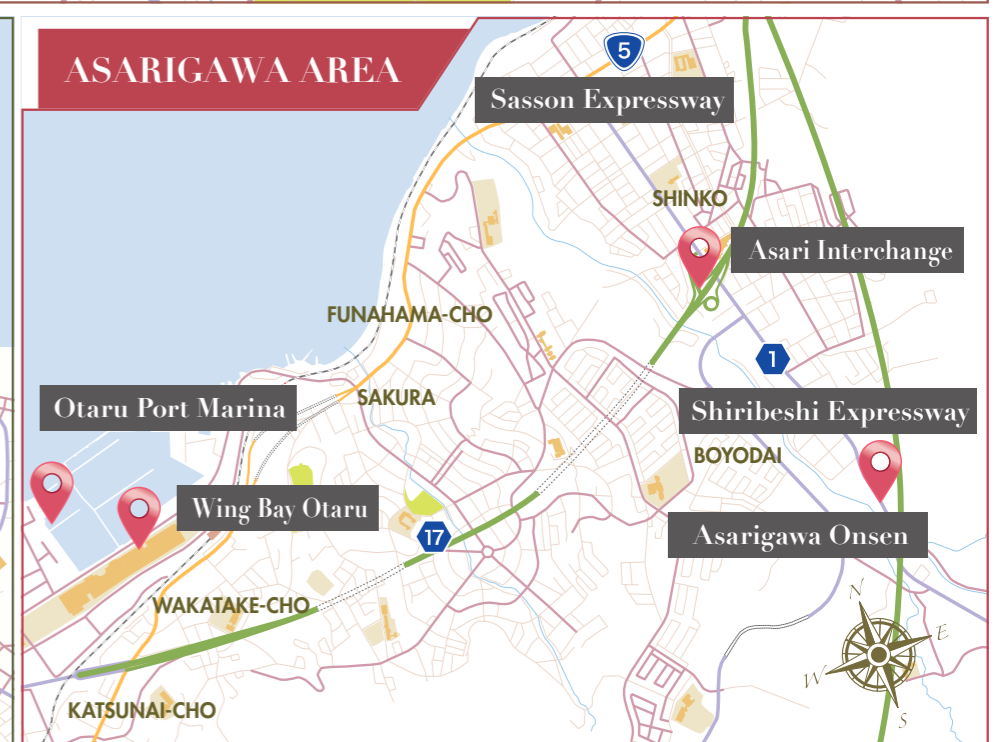 ASARIGAWA AREA
5
Sasson Expressway
SHINKO
Asari Interchange
FUNAHAMA-CHO
1
Otaru Port Marina
SAKURA
Shiribeshi Expressway
BOYODAI
Wing Bay Otaru
17
Asarigawa Onsen
WAKATAKE-CHO
N
E
W
S
KATSUNAI-CHO